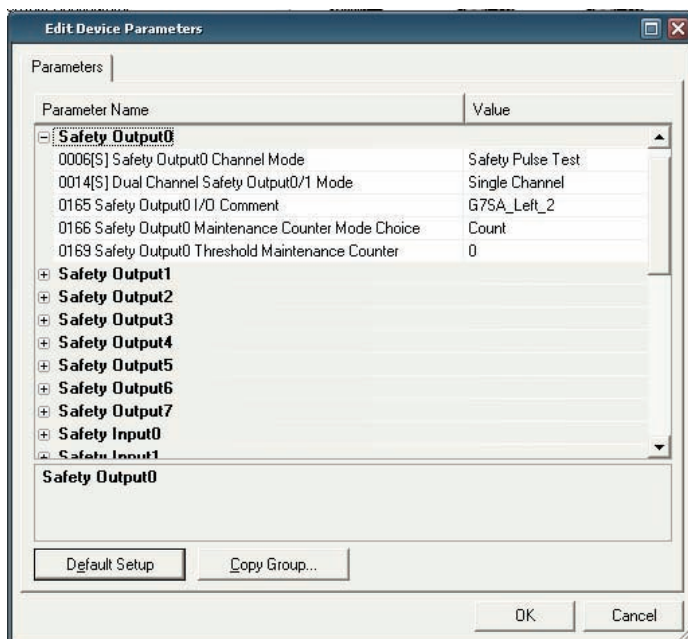 Edit Device Parameters
Parameters
Parameter Name Value
Safety Output0
0006[S] Safety Output0 Channel Mode Safety Pulse Test
0014[S] Dual Channel Safety Output0/1 Mode Single Channel
0165 Safety Output0 I/O Comment G7SA_Left_2
0166 Safety Output0 Maintenance Counter Mode Choice Count
0169 Safety Output0 Threshold Maintenance Counter 0
Safety Output1
Safety Output2
Safety Output3
Safety Output4
Safety Output5
Safety Output6
Safety Output7
Safety Input0
Safety Input1
Safety Output0
Default Setup Copy Group...
OK Cancel